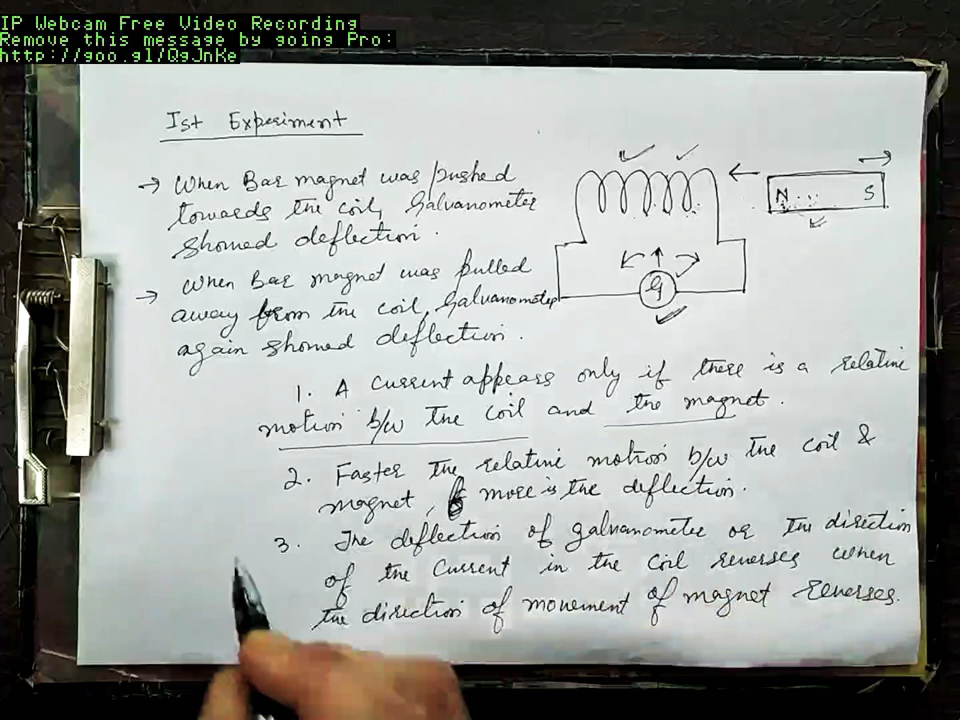 IP Webcam Free Video Recording
Remove this message by going Pro:
http://goo.gl/Q9JnKe
Ist Experiment
→ When Bar magnet was pushed
towards the coil, Galvanometer
showed deflection.
→ When Bar magnet was pulled
away from the coil, Galvanometer
again showed deflection.
N S
G
1. A current appears only if there is a relative
motion b/w the coil and the magnet.
2. Faster the relative motion b/w the coil &
magnet, more is the deflection.
3. The deflection of galvanometer or the direction
of the current in the coil reverses when
the direction of movement of magnet reverses.